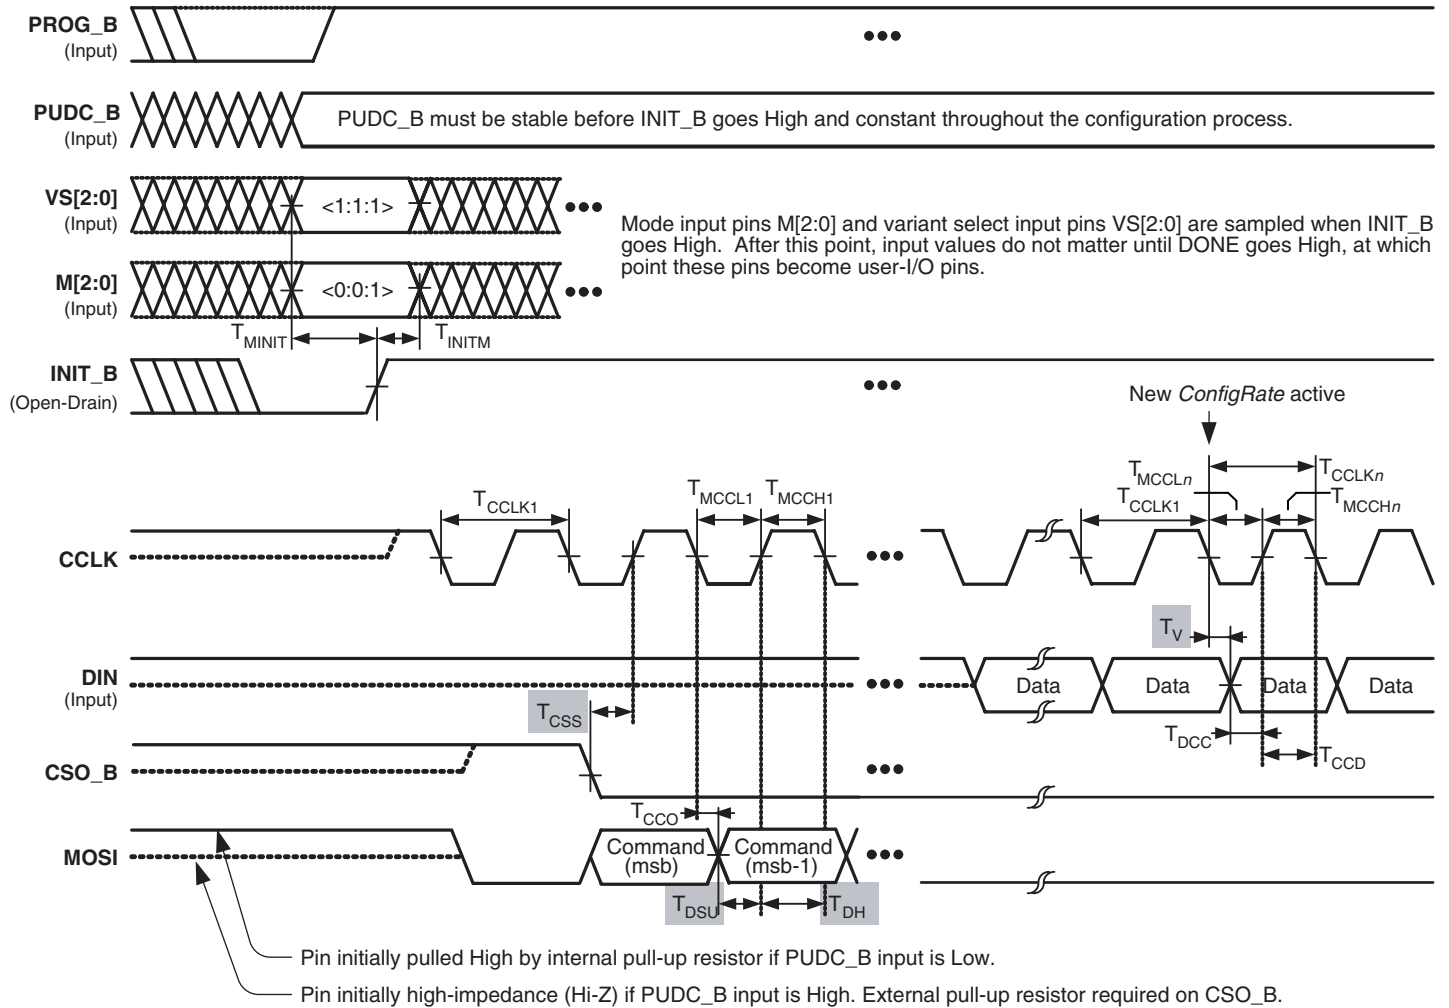 PROG_B
(Input)
PUDC_B
(Input)
PUDC_B must be stable before INIT_B goes High and constant throughout the configuration process.
VS[2:0]
(Input)
<1:1:1>
Mode input pins M[2:0] and variant select input pins VS[2:0] are sampled when INIT_B
goes High. After this point, input values do not matter until DONE goes High, at which
point these pins become user-I/O pins.
M[2:0]
(Input)
<0:0:1>
TMINIT
TINITM
INIT_B
(Open-Drain)
New ConfigRate active
TCCLK1
TMCCL1
TMCCH1
TMCCLn
TCCLK1
TCCLKn
TMCCHn
CCLK
TV
DIN
(Input)
Data
Data
Data
Data
TCSS
TDCC
TCCD
CSO_B
TCCO
MOSI
Command
(msb)
Command
(msb-1)
TDSU
TDH
Pin initially pulled High by internal pull-up resistor if PUDC_B input is Low.
Pin initially high-impedance (Hi-Z) if PUDC_B input is High. External pull-up resistor required on CSO_B.